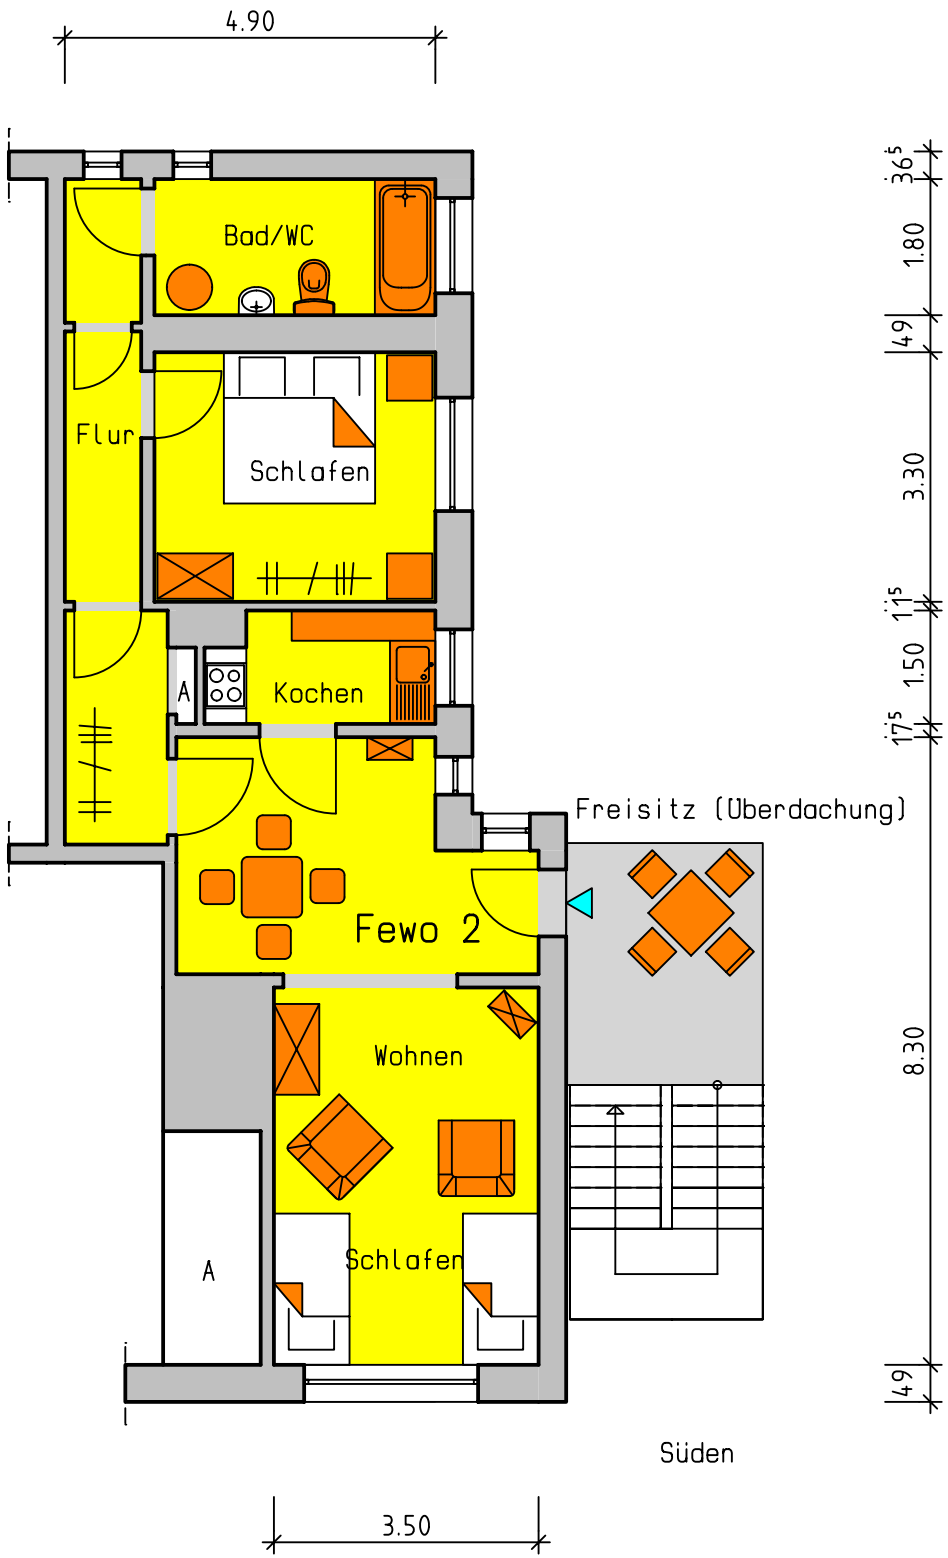 4.90
36⁵
Bad/WC
1.80
49
Flur
Schlafen
3.30
11⁵
A
Kochen
1.50
17⁵
Freisitz (Überdachung)
Fewo 2
Wohnen
8.30
Schlafen
A
49
Süden
3.50